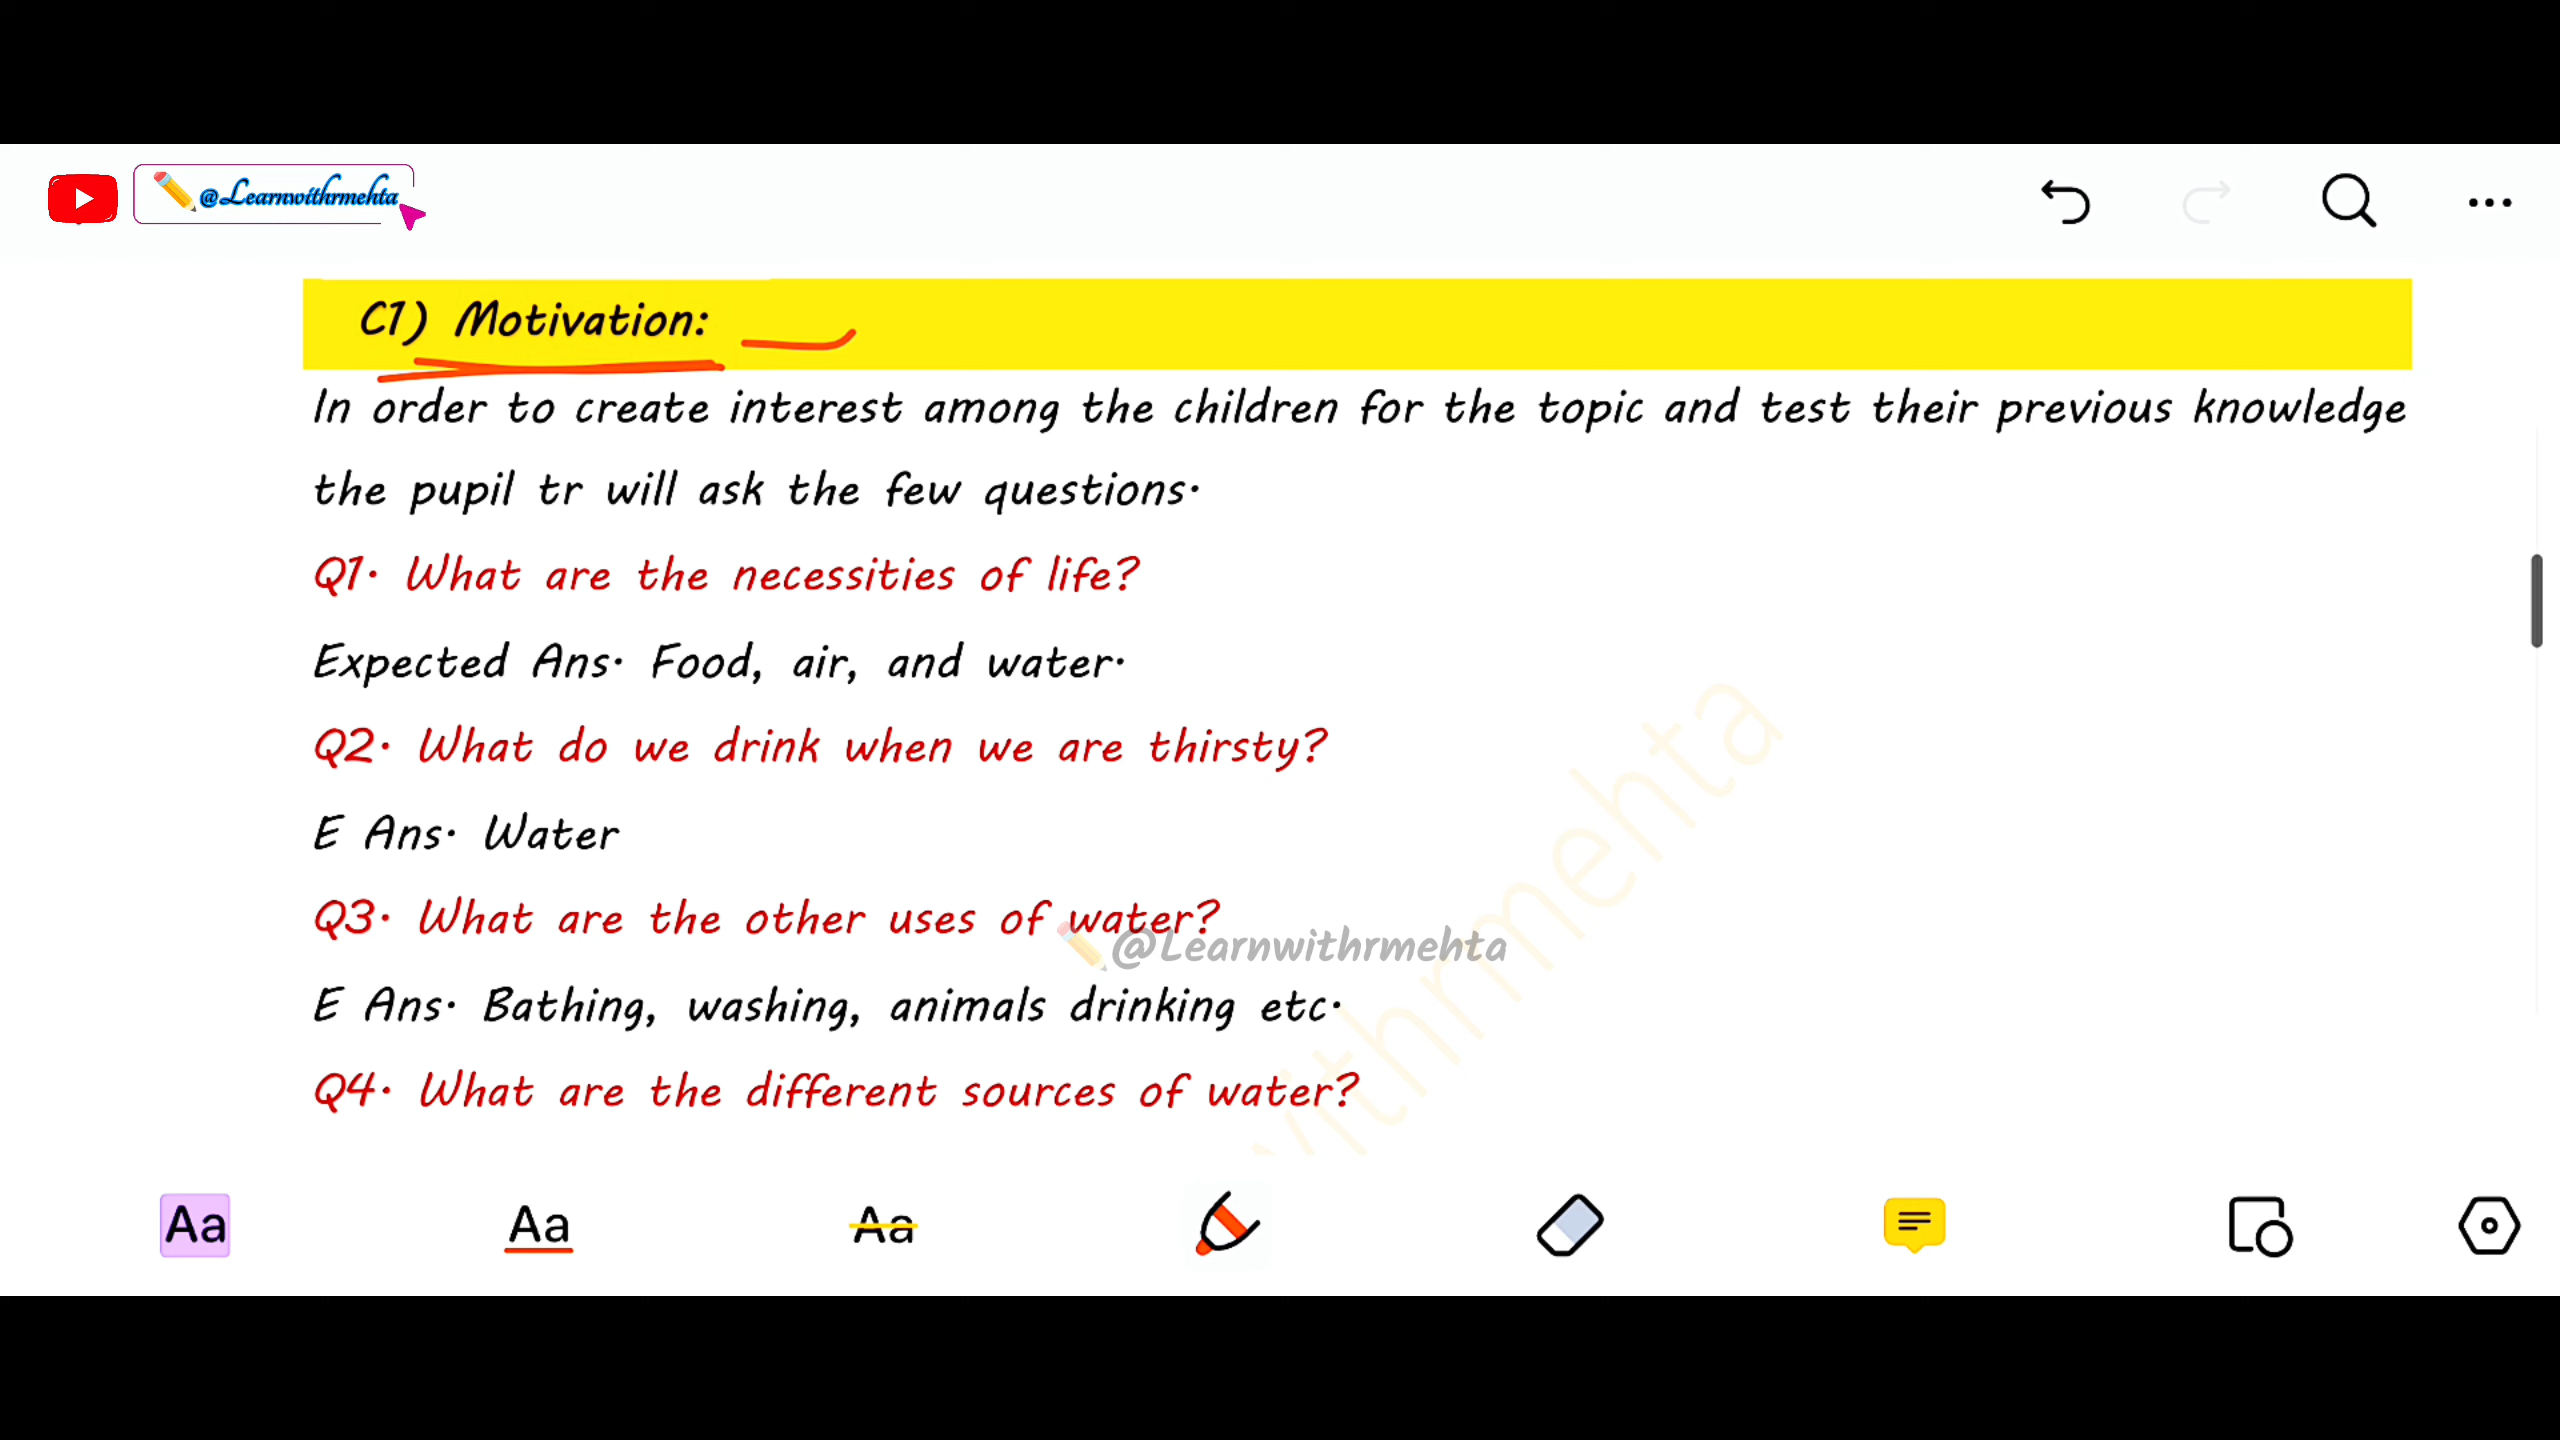 @Learnwithrmehta
C1) Motivation:
In order to create interest among the children for the topic and test their previous knowledge
the pupil tr will ask the few questions.
Q1. What are the necessities of life?
Expected Ans. Food, air, and water.
Q2. What do we drink when we are thirsty?
E Ans. Water
Q3. What are the other uses of water?
@Learnwithrmehta
E Ans. Bathing, washing, animals drinking etc.
Q4. What are the different sources of water?
withrmehta
Aa Aa Aa